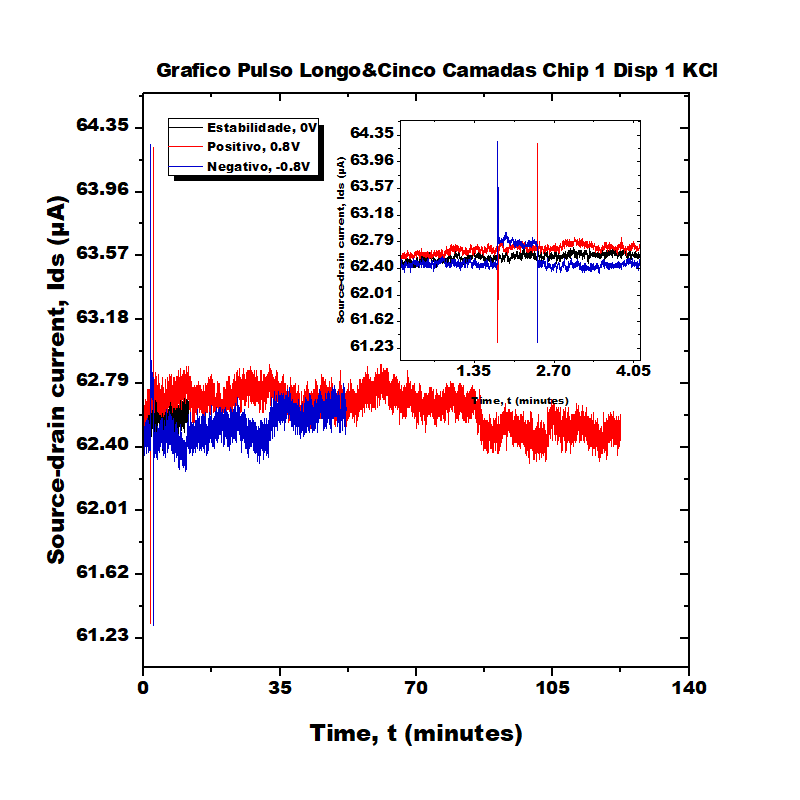 Grafico Pulso Longo&Cinco Camadas Chip 1 Disp 1 KCl
Estabilidade, 0V
Positivo, 0.8V
Negativo, -0.8V
Source-drain current, Ids (µA)
64.35
63.96
63.57
63.18
62.79
62.40
62.01
61.62
61.23
0 35 70 105 140
Time, t (minutes)
Source-drain current, Ids (µA)
64.35
63.96
63.57
63.18
62.79
62.40
62.01
61.62
61.23
1.35 2.70 4.05
Time, t (minutes)